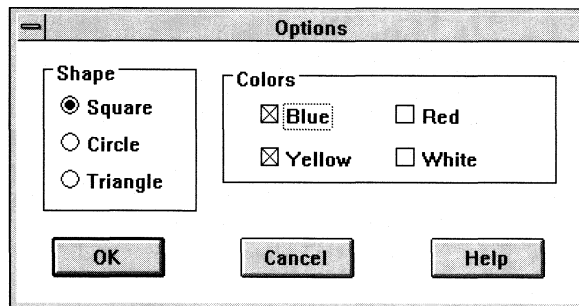 Options
Shape
Square
Circle
Triangle
Colors
Blue
Red
Yellow
White
OK
Cancel
Help